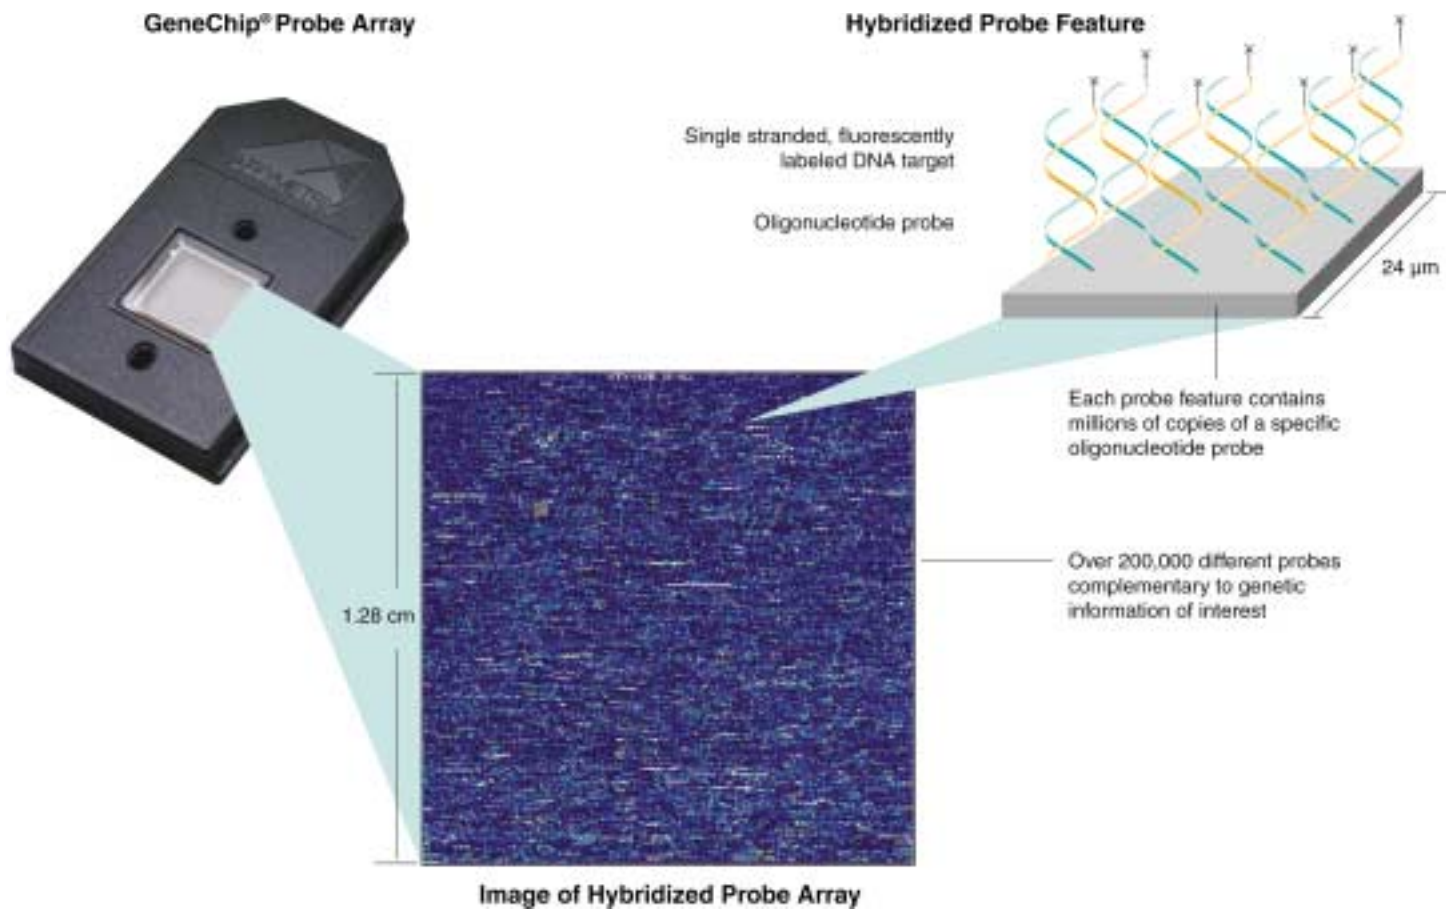 GeneChip® Probe Array
Hybridized Probe Feature
Single stranded, fluorescently
labeled DNA target
Oligonucleotide probe
24 µm
Each probe feature contains
millions of copies of a specific
oligonucleotide probe
Over 200,000 different probes
complementary to genetic
information of interest
1.28 cm
Image of Hybridized Probe Array